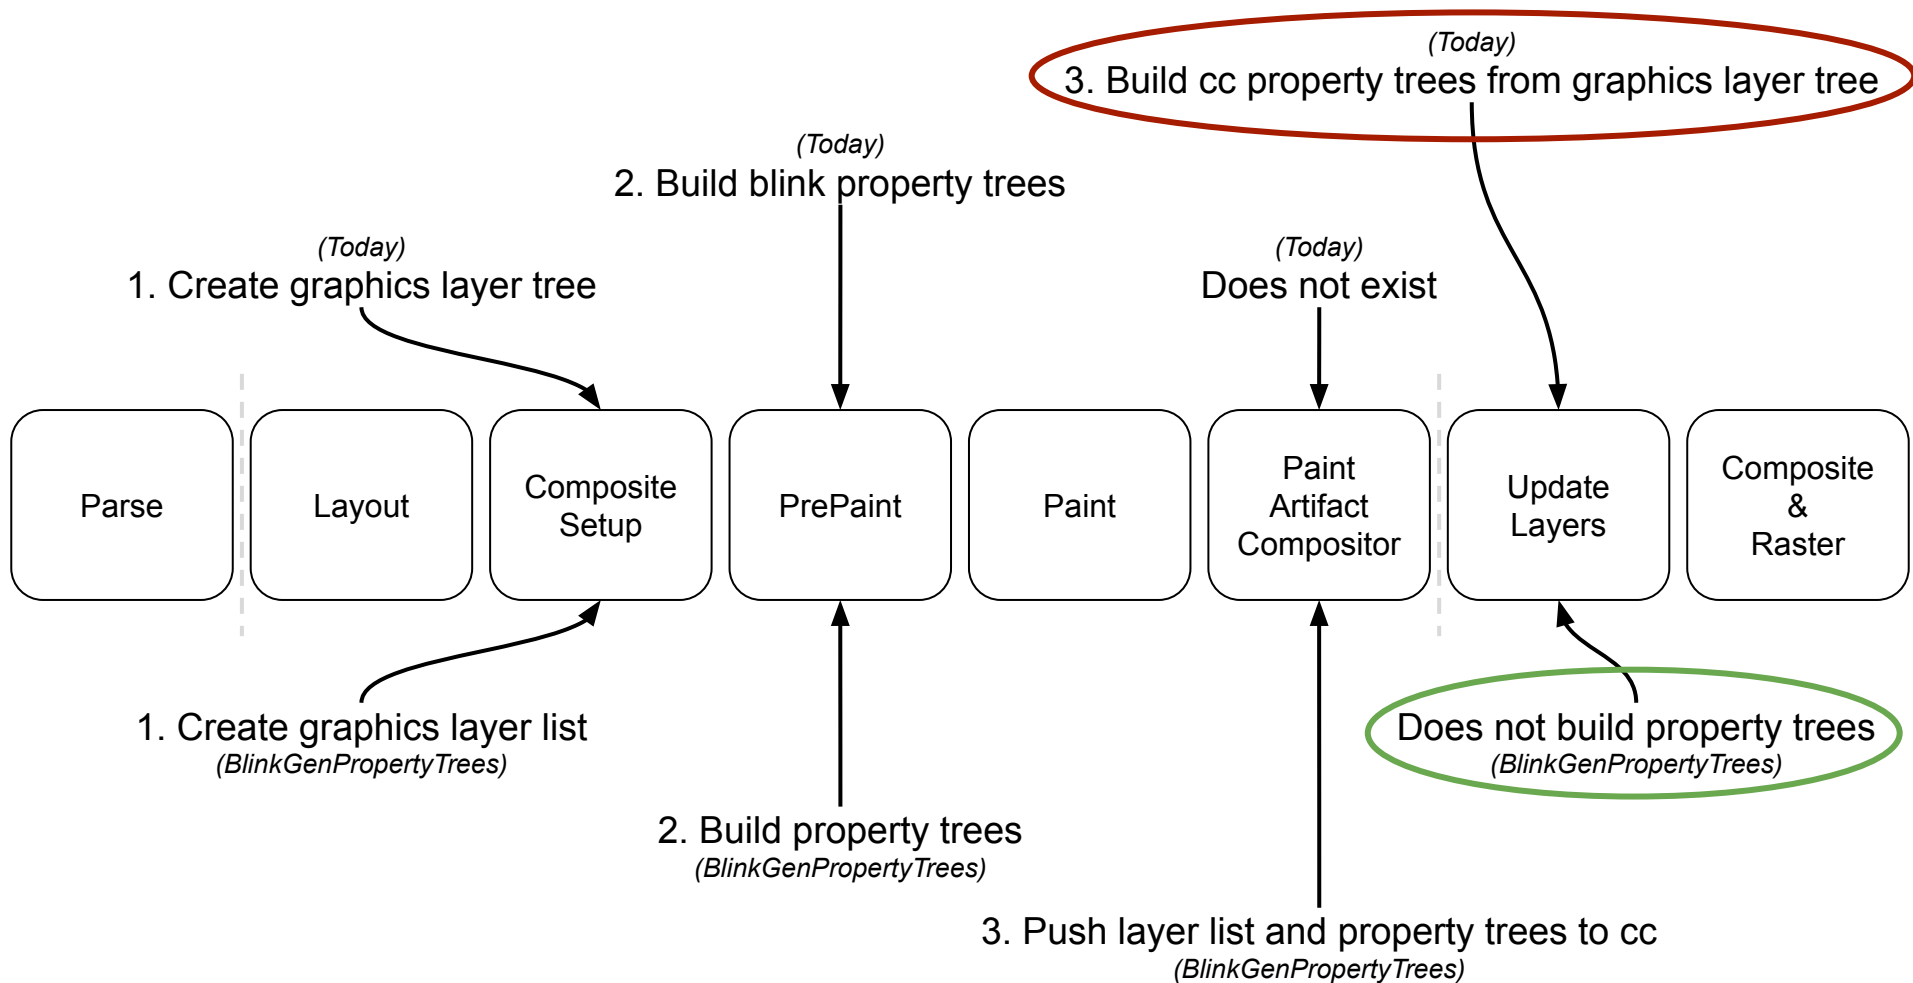 (Today)
3. Build cc property trees from graphics layer tree
(Today)
2. Build blink property trees
(Today)
1. Create graphics layer tree
(Today)
Does not exist
Parse
Layout
Composite
Setup
PrePaint
Paint
Paint
Artifact
Compositor
Update
Layers
Composite
&
Raster
1. Create graphics layer list
(BlinkGenPropertyTrees)
Does not build property trees
(BlinkGenPropertyTrees)
2. Build property trees
(BlinkGenPropertyTrees)
3. Push layer list and property trees to cc
(BlinkGenPropertyTrees)